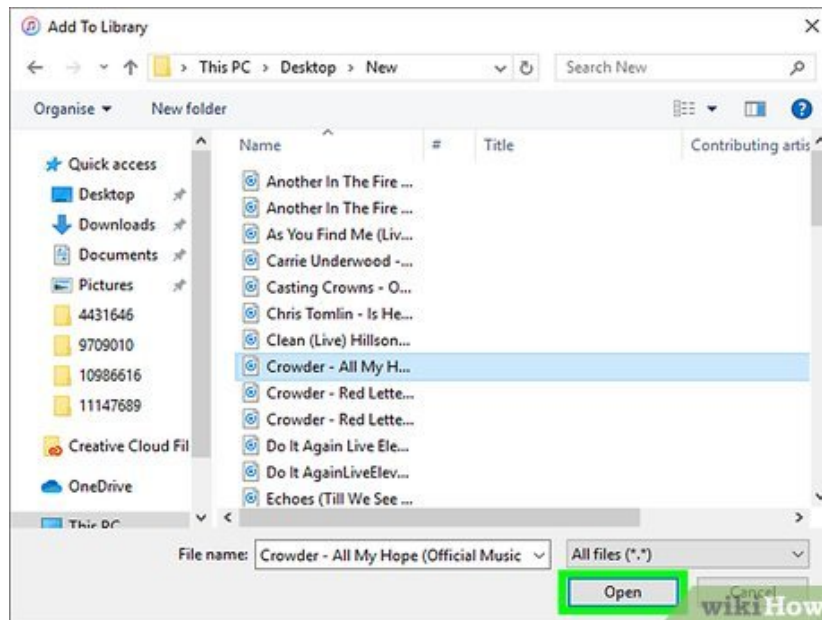 Add To Library
This PC > Desktop > New
Search New
Organise
New folder
Name
#
Title
Contributing artis
Quick access
Desktop
Downloads
Documents
Pictures
4431646
9709010
10986616
11147689
Creative Cloud Fil
OneDrive
This PC
Another In The Fire ...
Another In The Fire ...
As You Find Me (Liv...
Carrie Underwood -...
Casting Crowns - O...
Chris Tomlin - Is He...
Clean (Live) Hillson...
Crowder - All My H...
Crowder - Red Lette...
Crowder - Red Lette...
Do It Again Live Ele...
Do It AgainLiveElev...
Echoes (Till We See ...
File name:
Crowder - All My Hope (Official Music
All files (*.*)
Open
Cancel
wikiHow